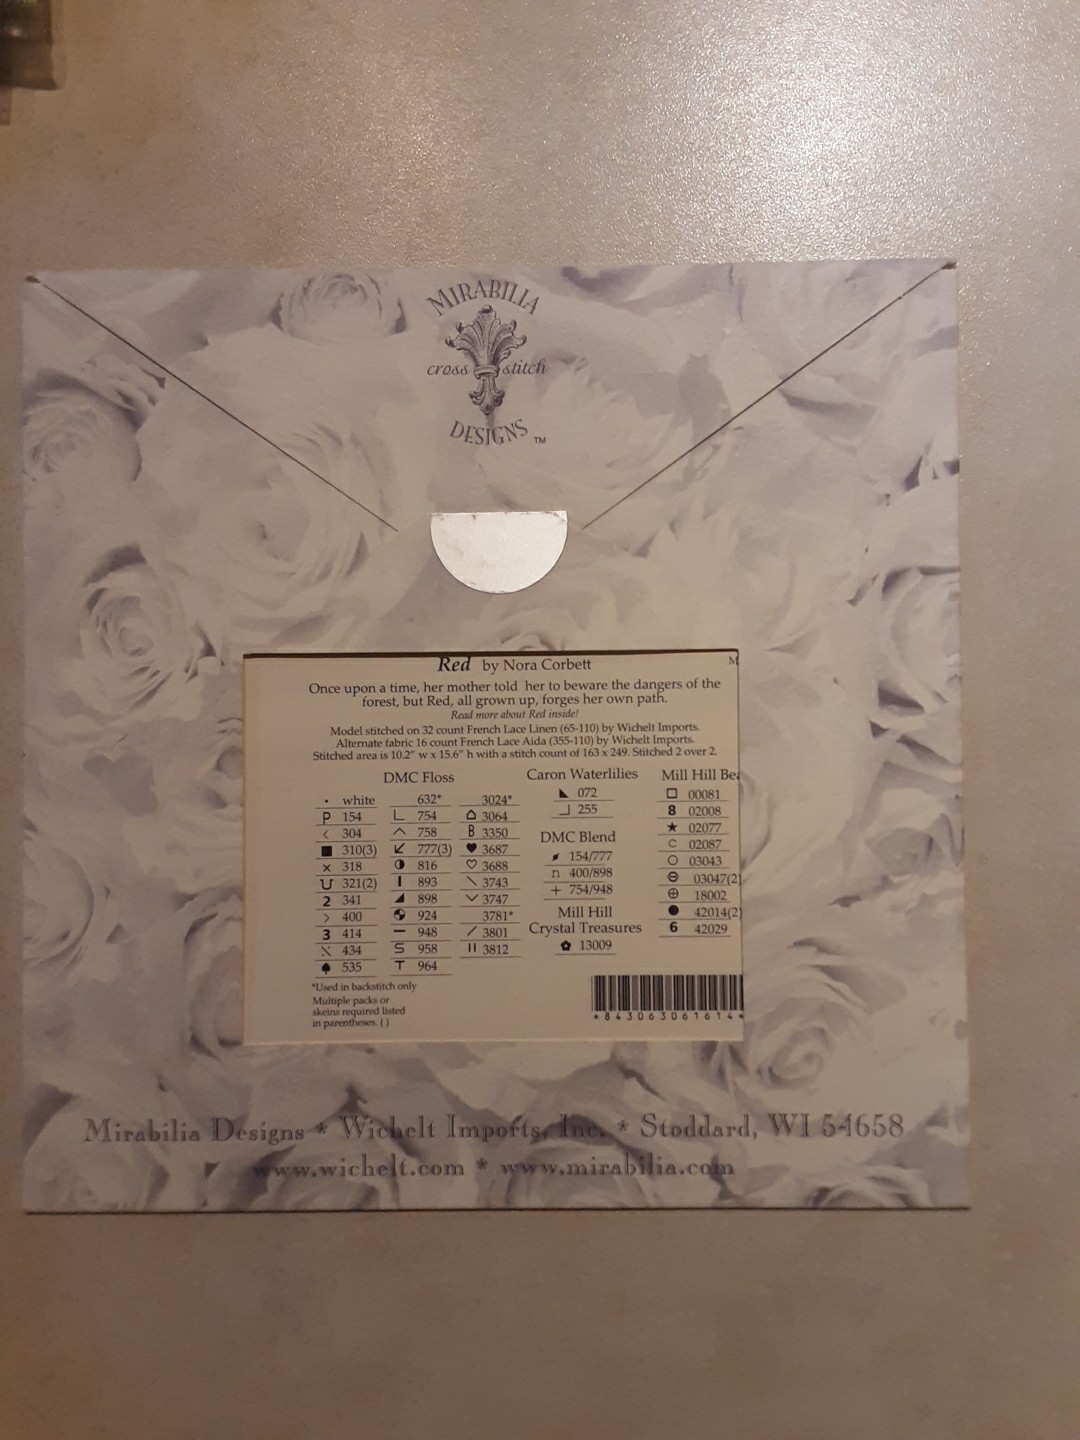 MIRABILIA
cross stitch
DESIGNS ™
Red by Nora Corbett M
Once upon a time, her mother told her to beware the dangers of the
forest, but Red, all grown up, forges her own path.
Read more about Red inside!
Model stitched on 32 count French Lace Linen (65-110) by Wichelt Imports.
Alternate fabric 16 count French Lace Aida (355-110) by Wichelt Imports.
Stitched area is 10.2" w x 15.6" h with a stitch count of 163 x 249. Stitched 2 over 2.
DMC Floss
• white
P 154
< 304
■ 310(3)
× 318
321(2)
2 341
> 400
3 414
434
♠ 535
632*
L 754
^ 758
↙ 777(3)
◑ 816
I 893
◢ 898
924
— 948
S 958
T 964
3024*
⌂ 3064
B 3350
♥ 3687
♡ 3688
\ 3743
∨ 3747
3781*
/ 3801
II 3812
*Used in backstitch only
Multiple packs or
skeins required listed
in parentheses. ( )
Caron Waterlilies
◣ 072
┘ 255
DMC Blend
154/777
n 400/898
+ 754/948
Mill Hill
Crystal Treasures
✿ 13009
Mill Hill Bea
□ 00081
8 02008
★ 02077
C 02087
○ 03043
⊖ 03047(2)
⊕ 18002
● 42014(2)
6 42029
*843063061614*
Mirabilia Designs * Wichelt Imports, Inc. * Stoddard, WI 54658
www.wichelt.com * www.mirabilia.com